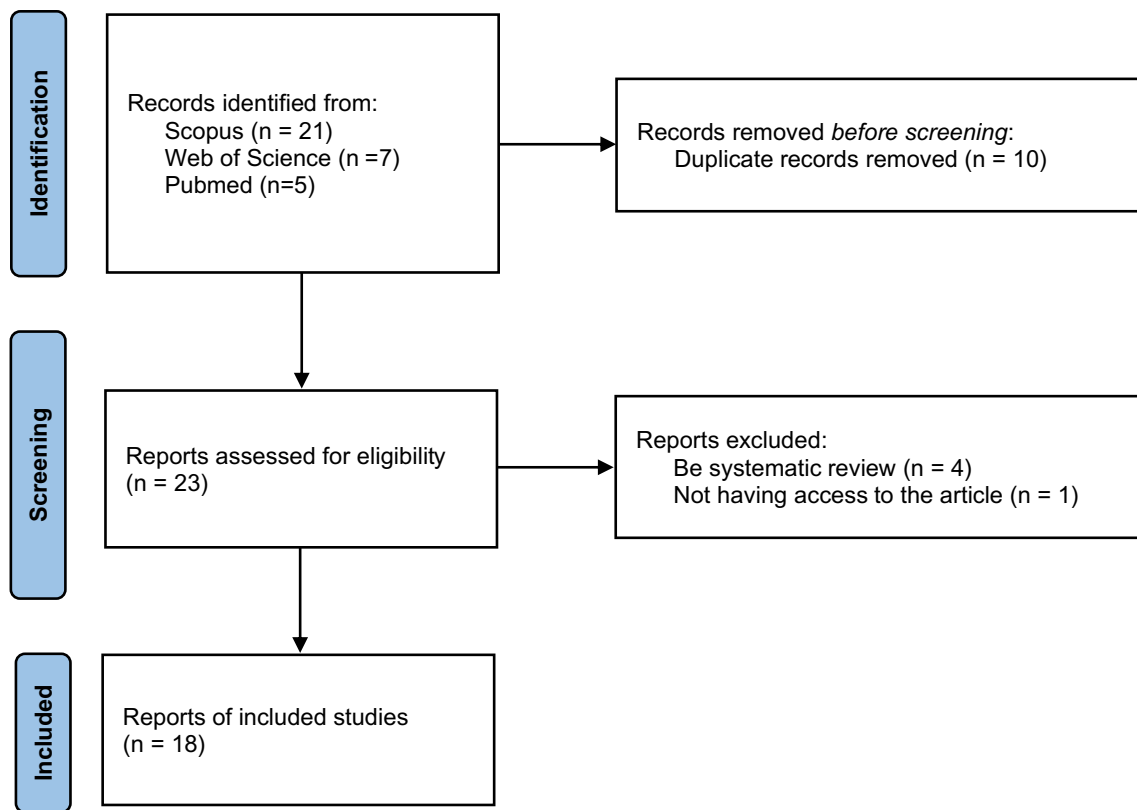 Identification
Records identified from:
Scopus (n = 21)
Web of Science (n =7)
Pubmed (n=5)
Records removed before screening:
Duplicate records removed (n = 10)
Screening
Reports assessed for eligibility
(n = 23)
Reports excluded:
Be systematic review (n = 4)
Not having access to the article (n = 1)
Included
Reports of included studies
(n = 18)